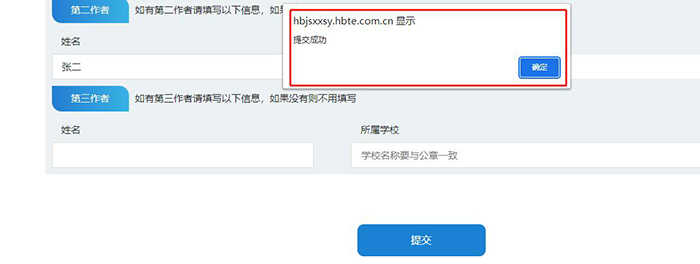 第二作者 如有第二作者请填写以下信息，如果
hbjsxxsy.hbte.com.cn 显示
提交成功
确定
姓名
张二
第三作者 如有第三作者请填写以下信息，如果没有则不用填写
姓名 所属学校
学校名称要与公章一致
提交